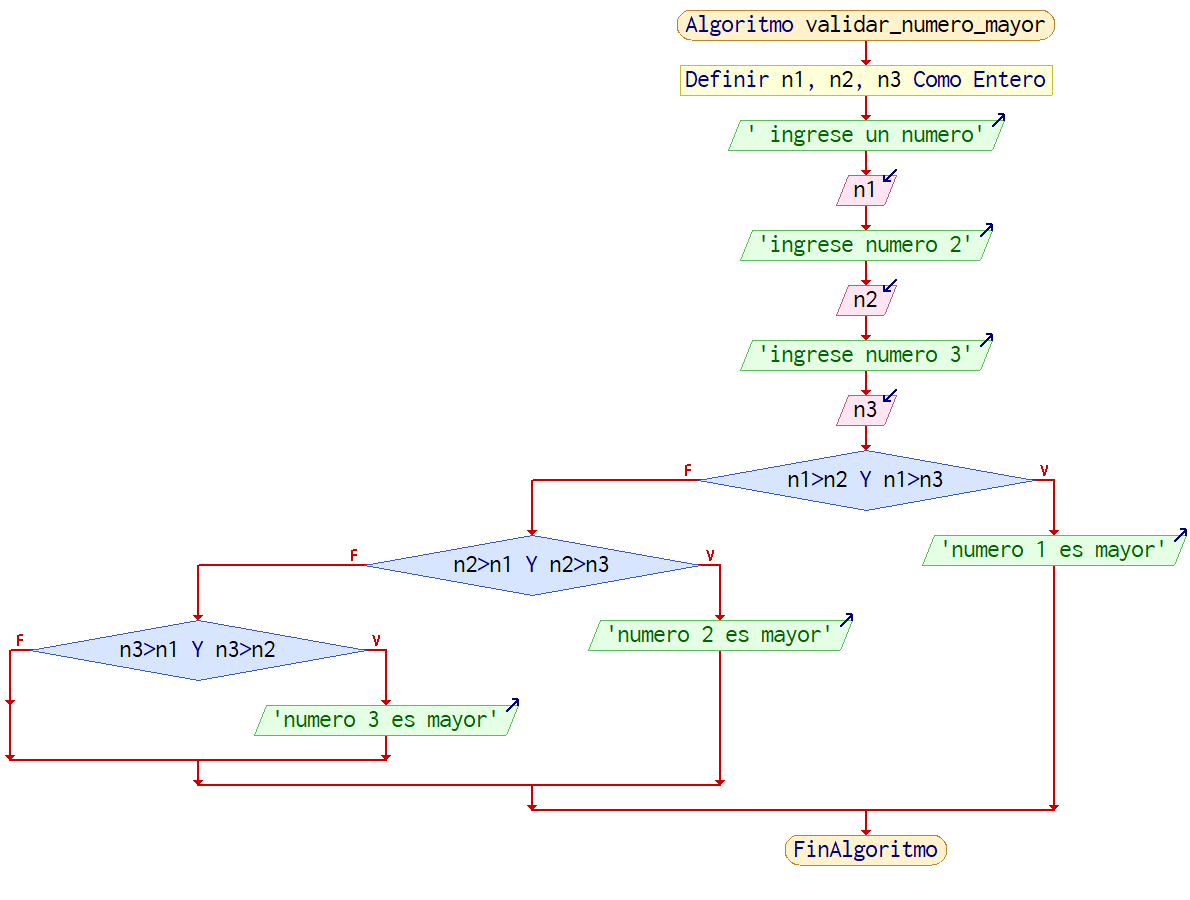 Algoritmo validar_numero_mayor
Definir n1, n2, n3 Como Entero
' ingrese un numero'
n1
'ingrese numero 2'
n2
'ingrese numero 3'
n3
F
n1>n2 Y n1>n3
V
'numero 1 es mayor'
F
n2>n1 Y n2>n3
V
'numero 2 es mayor'
F
n3>n1 Y n3>n2
V
'numero 3 es mayor'
FinAlgoritmo